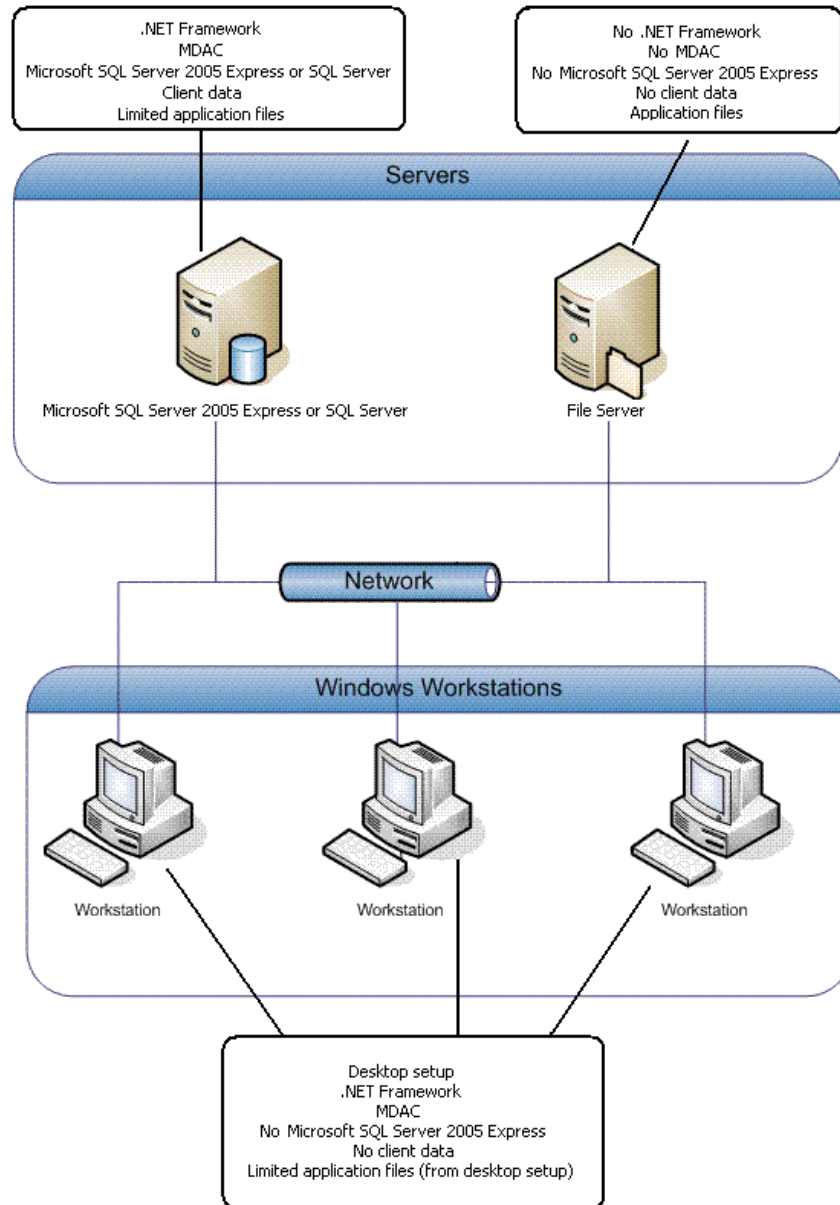 .NET Framework
MDAC
Microsoft SQL Server 2005 Express or SQL Server
Client data
Limited application files
No .NET Framework
No MDAC
No Microsoft SQL Server 2005 Express
No client data
Application files
Servers
Microsoft SQL Server 2005 Express or SQL Server
File Server
Network
Windows Workstations
Workstation
Workstation
Workstation
Desktop setup
.NET Framework
MDAC
No Microsoft SQL Server 2005 Express
No client data
Limited application files (from desktop setup)